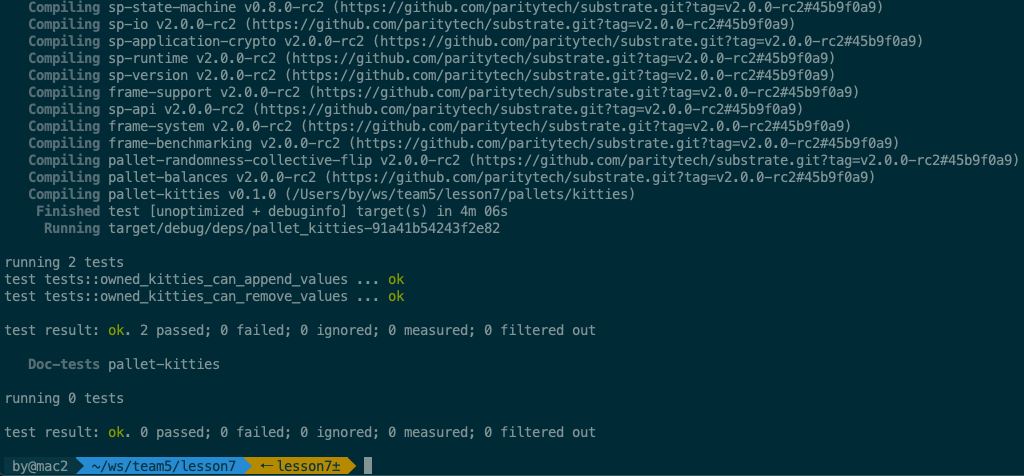 Compiling sp-state-machine v0.8.0-rc2 (https://github.com/paritytech/substrate.git?tag=v2.0.0-rc2#45b9f0a9)
Compiling sp-io v2.0.0-rc2 (https://github.com/paritytech/substrate.git?tag=v2.0.0-rc2#45b9f0a9)
Compiling sp-application-crypto v2.0.0-rc2 (https://github.com/paritytech/substrate.git?tag=v2.0.0-rc2#45b9f0a9)
Compiling sp-runtime v2.0.0-rc2 (https://github.com/paritytech/substrate.git?tag=v2.0.0-rc2#45b9f0a9)
Compiling sp-version v2.0.0-rc2 (https://github.com/paritytech/substrate.git?tag=v2.0.0-rc2#45b9f0a9)
Compiling frame-support v2.0.0-rc2 (https://github.com/paritytech/substrate.git?tag=v2.0.0-rc2#45b9f0a9)
Compiling sp-api v2.0.0-rc2 (https://github.com/paritytech/substrate.git?tag=v2.0.0-rc2#45b9f0a9)
Compiling frame-system v2.0.0-rc2 (https://github.com/paritytech/substrate.git?tag=v2.0.0-rc2#45b9f0a9)
Compiling frame-benchmarking v2.0.0-rc2 (https://github.com/paritytech/substrate.git?tag=v2.0.0-rc2#45b9f0a9)
Compiling pallet-randomness-collective-flip v2.0.0-rc2 (https://github.com/paritytech/substrate.git?tag=v2.0.0-rc2#45b9f0a9)
Compiling pallet-balances v2.0.0-rc2 (https://github.com/paritytech/substrate.git?tag=v2.0.0-rc2#45b9f0a9)
Compiling pallet-kitties v0.1.0 (/Users/by/ws/team5/lesson7/pallets/kitties)
Finished test [unoptimized + debuginfo] target(s) in 4m 06s
Running target/debug/deps/pallet_kitties-91a41b54243f2e82
running 2 tests
test tests::owned_kitties_can_append_values ... ok
test tests::owned_kitties_can_remove_values ... ok
test result: ok. 2 passed; 0 failed; 0 ignored; 0 measured; 0 filtered out
Doc-tests pallet-kitties
running 0 tests
test result: ok. 0 passed; 0 failed; 0 ignored; 0 measured; 0 filtered out
by@mac2 ~/ws/team5/lesson7 ← lesson7±